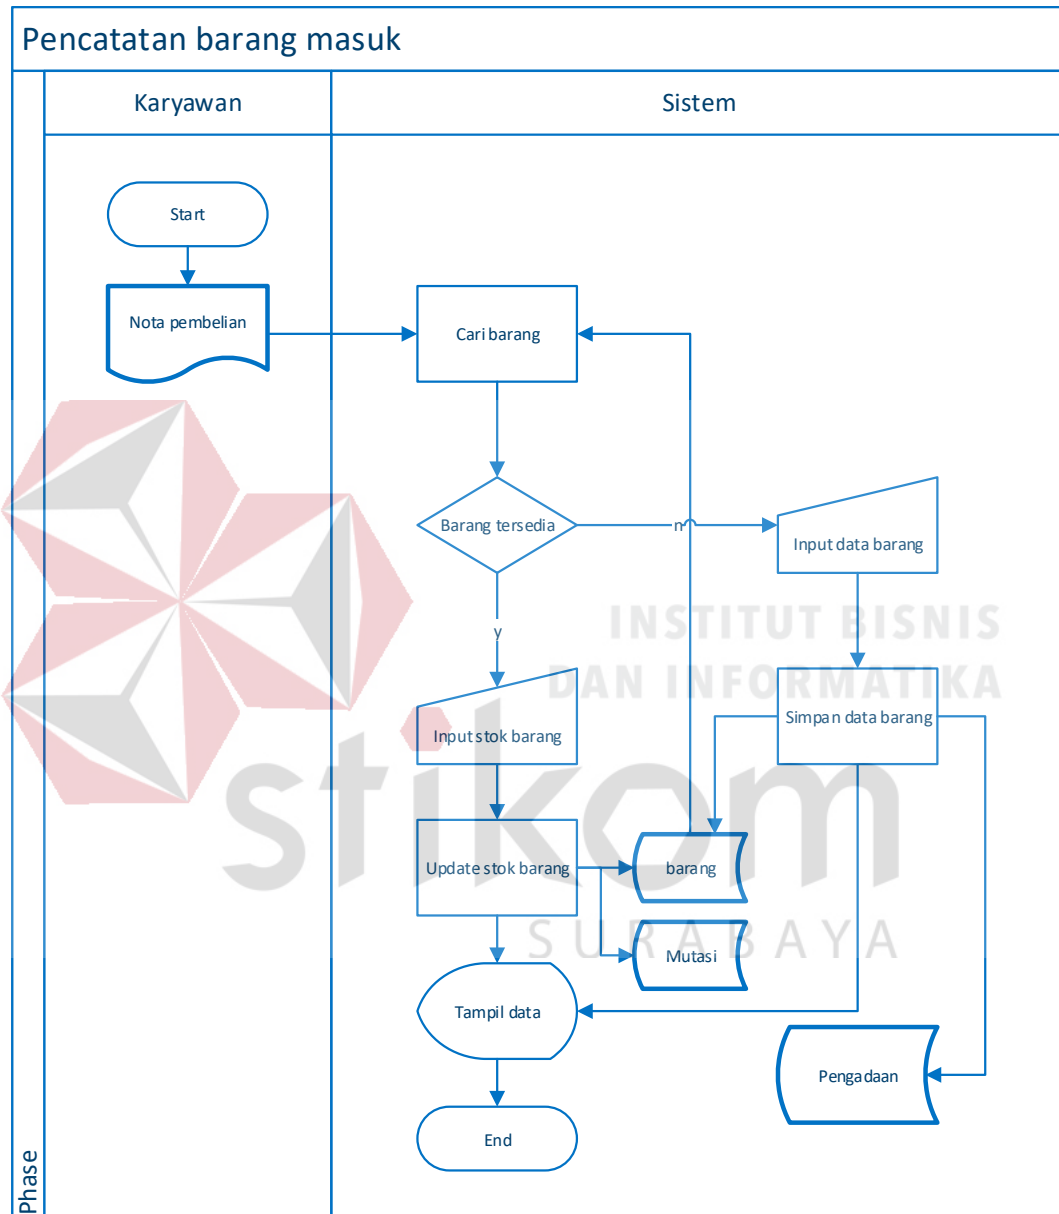 Pencatatan barang masuk
Karyawan
Sistem
Start
Nota pembelian
Cari barang
Barang tersedia
n
Input data barang
y
INSTITUT BISNIS
DAN INFORMATIKA
Input stok barang
Simpan data barang
stikom
Update stok barang
barang
SURABAYA
Mutasi
Tampil data
Pengadaan
End
Phase